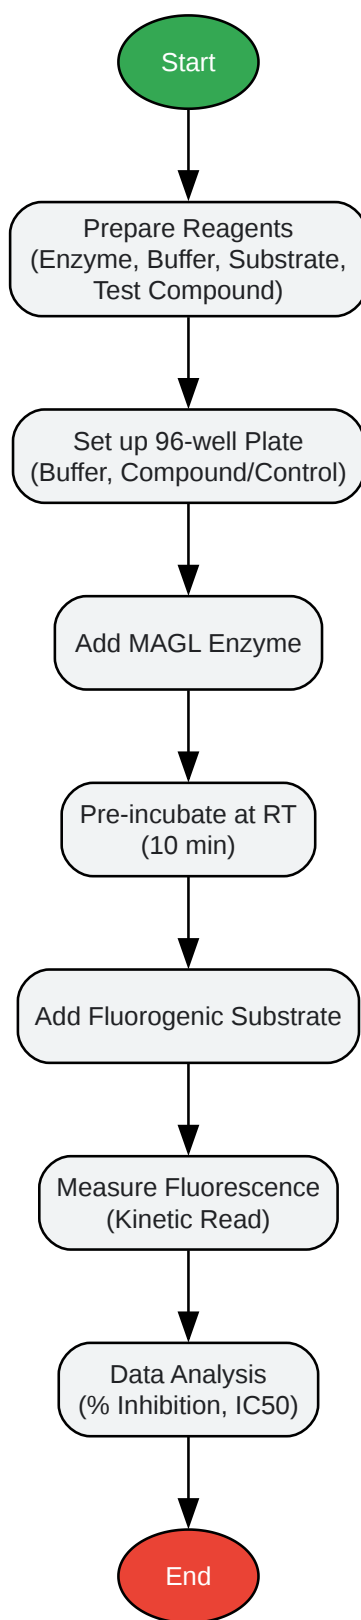 Start
Prepare Reagents
(Enzyme, Buffer, Substrate,
Test Compound)
Set up 96-well Plate
(Buffer, Compound/Control)
Add MAGL Enzyme
Pre-incubate at RT
(10 min)
Add Fluorogenic Substrate
Measure Fluorescence
(Kinetic Read)
Data Analysis
(% Inhibition, IC50)
End